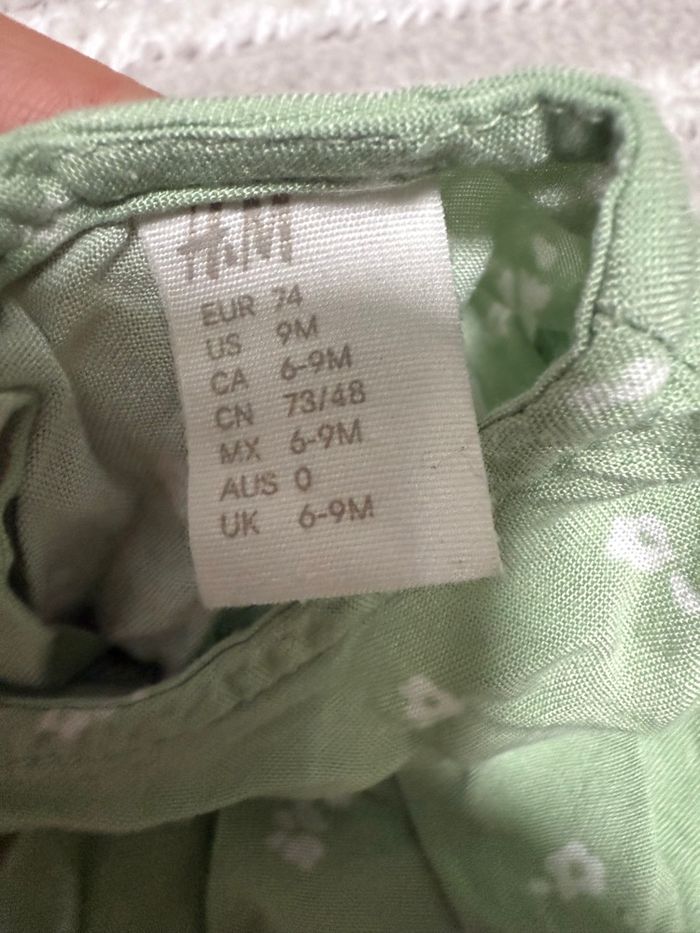 H&M
EUR 74
US 9M
CA 6-9M
CN 73/48
MX 6-9M
AUS 0
UK 6-9M